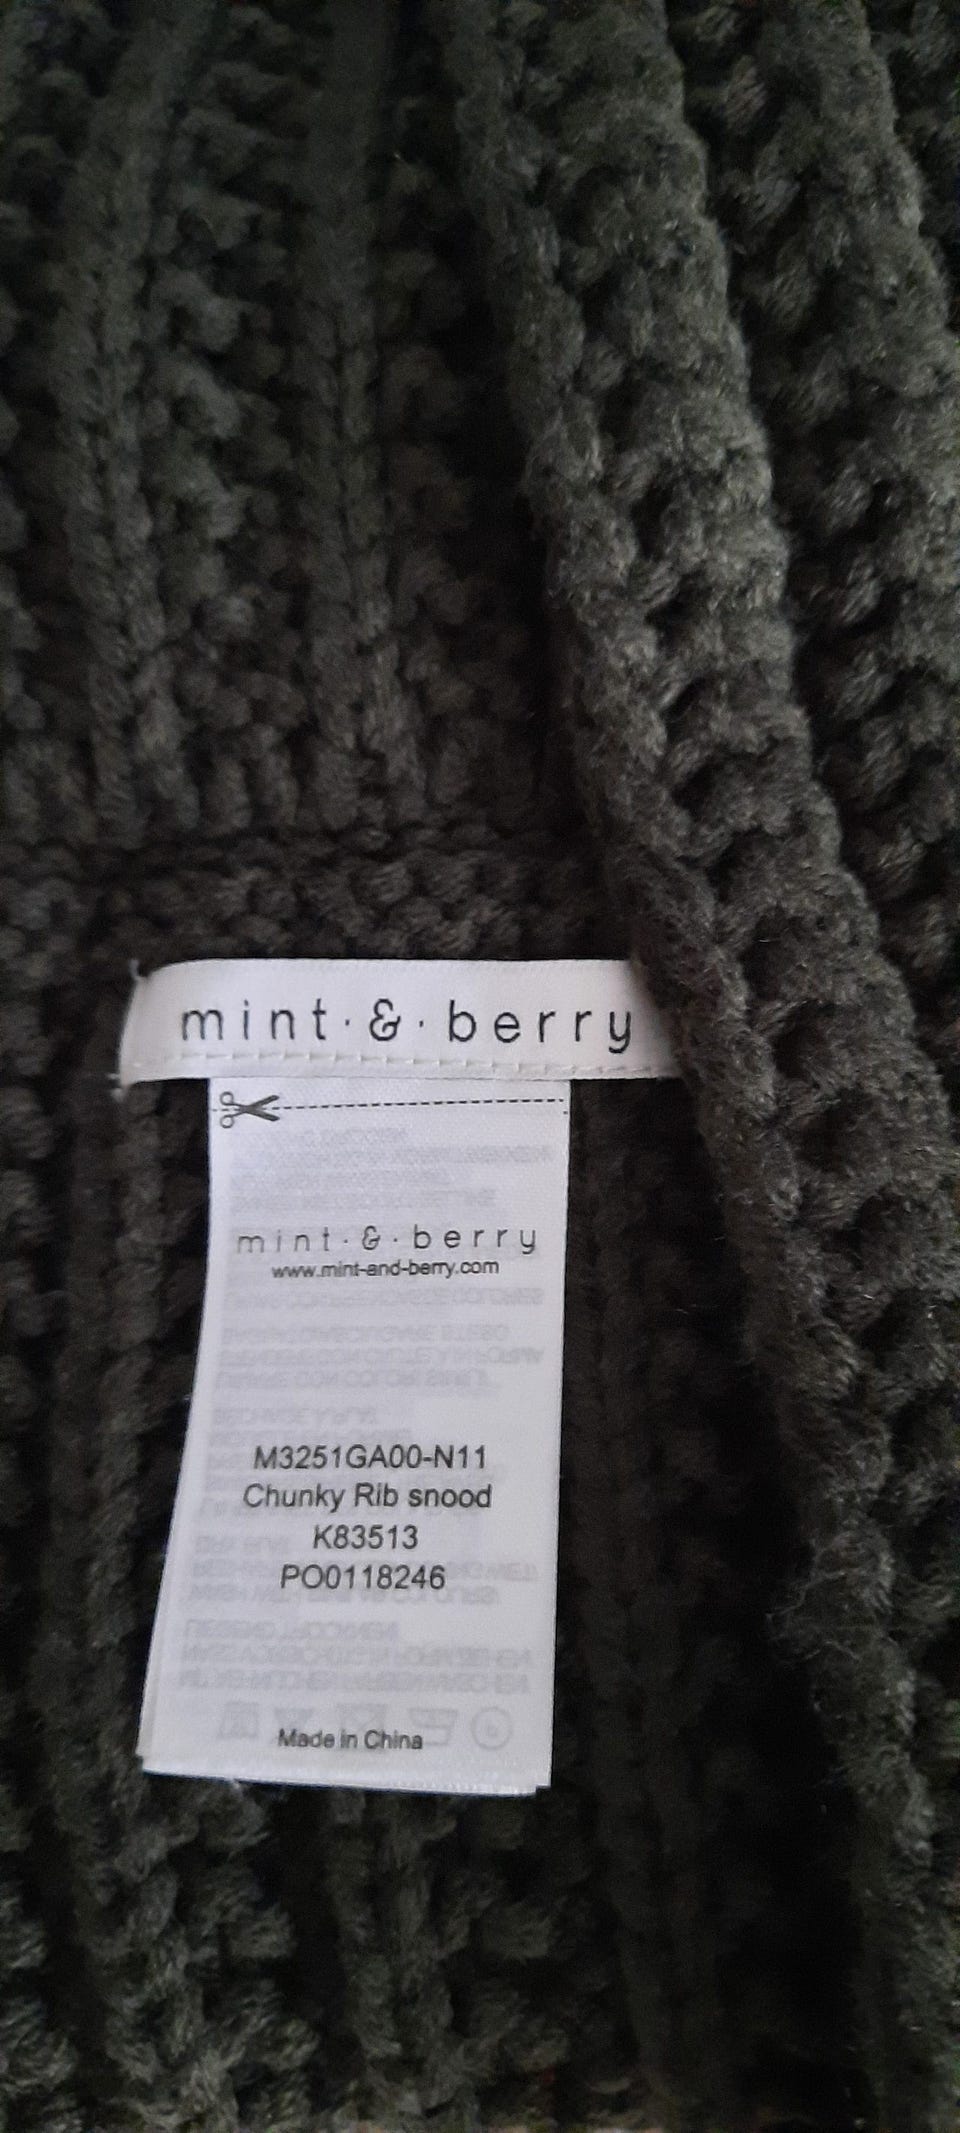 mint·&·berry
mint·&·berry
www.mint-and-berry.com
M3251GA00-N11
Chunky Rib snood
K83513
PO0118246
Made in China